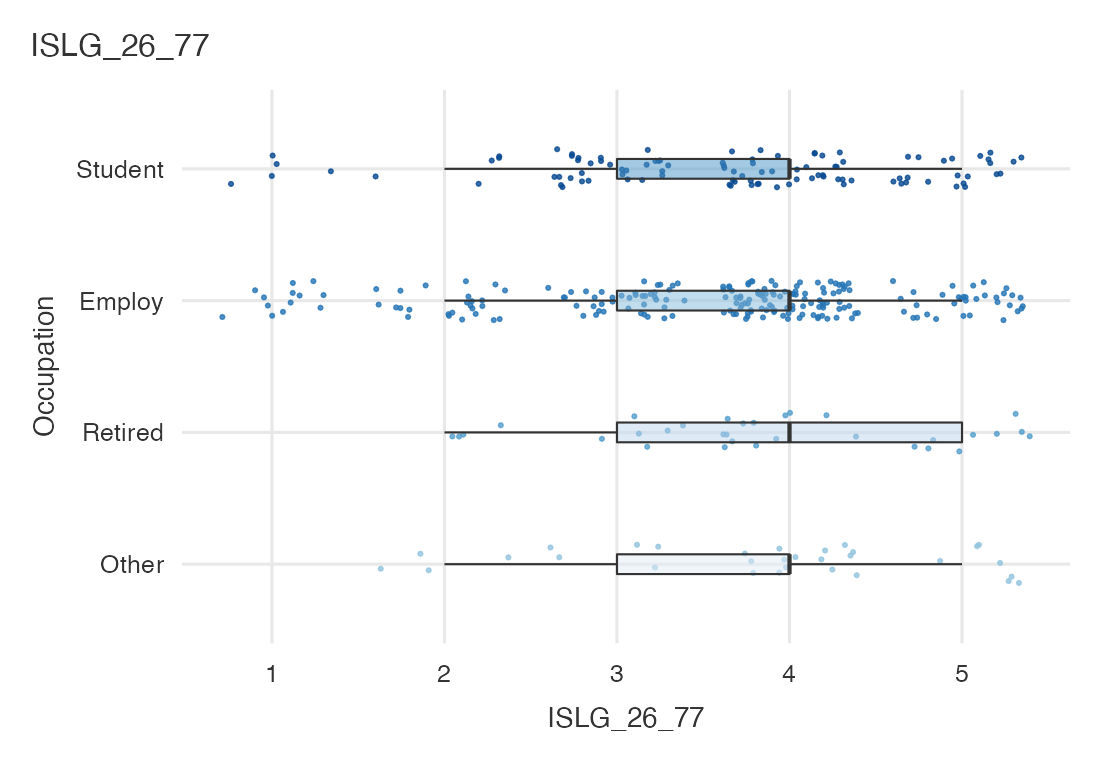 ISLG_26_77
Student
Employ
Retired
Other
Occupation
1 2 3 4 5
ISLG_26_77